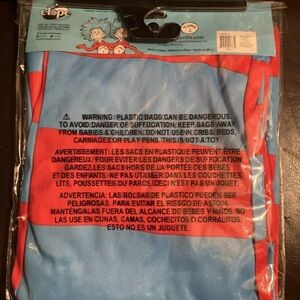 elope
⚠ WARNING: PLASTIC BAGS CAN BE DANGEROUS.
TO AVOID DANGER OF SUFFOCATION, KEEP BAGS AWAY
FROM BABIES & CHILDREN. DO NOT USE IN CRIBS, BEDS,
CARRIAGES OR PLAY PENS. THIS IS NOT A TOY.
AVERTISSEMENT: LES SACS EN PLASTIQUE PEUVENT ÊTRE
DANGEREUX. POUR ÉVITER LES DANGERS DE SUFFOCATION,
GARDEZ LES SACS HORS DE LA PORTÉE DES BÉBÉS
ET DES ENFANTS: NE PAS UTILISER DANS LES COUCHETTES,
LITS, POUSSETTES OU PARCS. CECI N'EST PAS UN JOUET.
ADVERTENCIA: LAS BOLSAS DE PLÁSTICO PUEDEN SER
PELIGROSAS. PARA EVITAR EL RIESGO DE ASFIXIA
MANTÉNGALAS FUERA DEL ALCANCE DE BEBÉS Y NIÑOS. NO
LAS USE EN CUNAS, CAMAS, COCHECITOS O CORRALITOS.
ESTO NO ES UN JUGUETE.